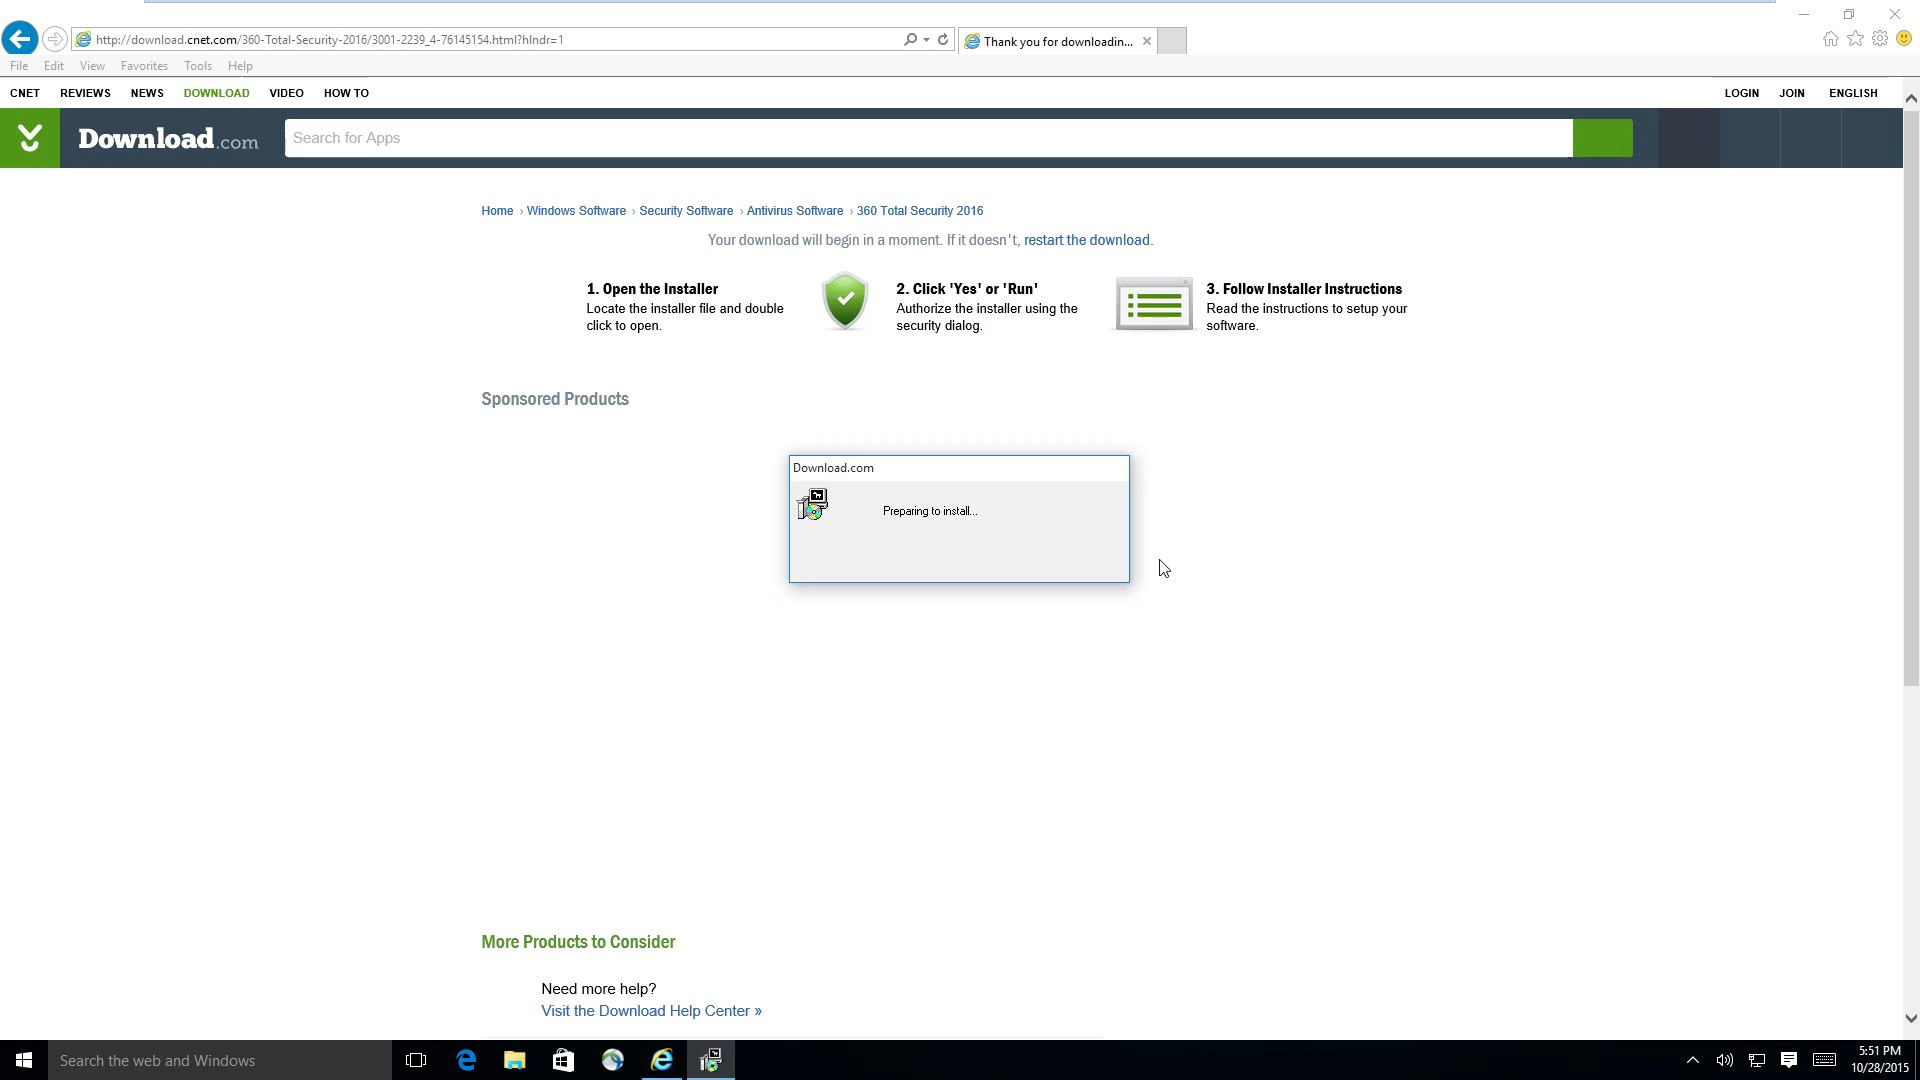 http://download.cnet.com/360-Total-Security-2016/3001-2239_4-76145154.html?hlndr=1
Thank you for downloadin...
File Edit View Favorites Tools Help
CNET REVIEWS NEWS DOWNLOAD VIDEO HOW TO LOGIN JOIN ENGLISH
Download.com Search for Apps
Home › Windows Software › Security Software › Antivirus Software › 360 Total Security 2016
Your download will begin in a moment. If it doesn't, restart the download.
1. Open the Installer
Locate the installer file and double
click to open.
2. Click 'Yes' or 'Run'
Authorize the installer using the
security dialog.
3. Follow Installer Instructions
Read the instructions to setup your
software.
Sponsored Products
Download.com
Preparing to install...
More Products to Consider
Need more help?
Visit the Download Help Center »
Search the web and Windows
5:51 PM
10/28/2015